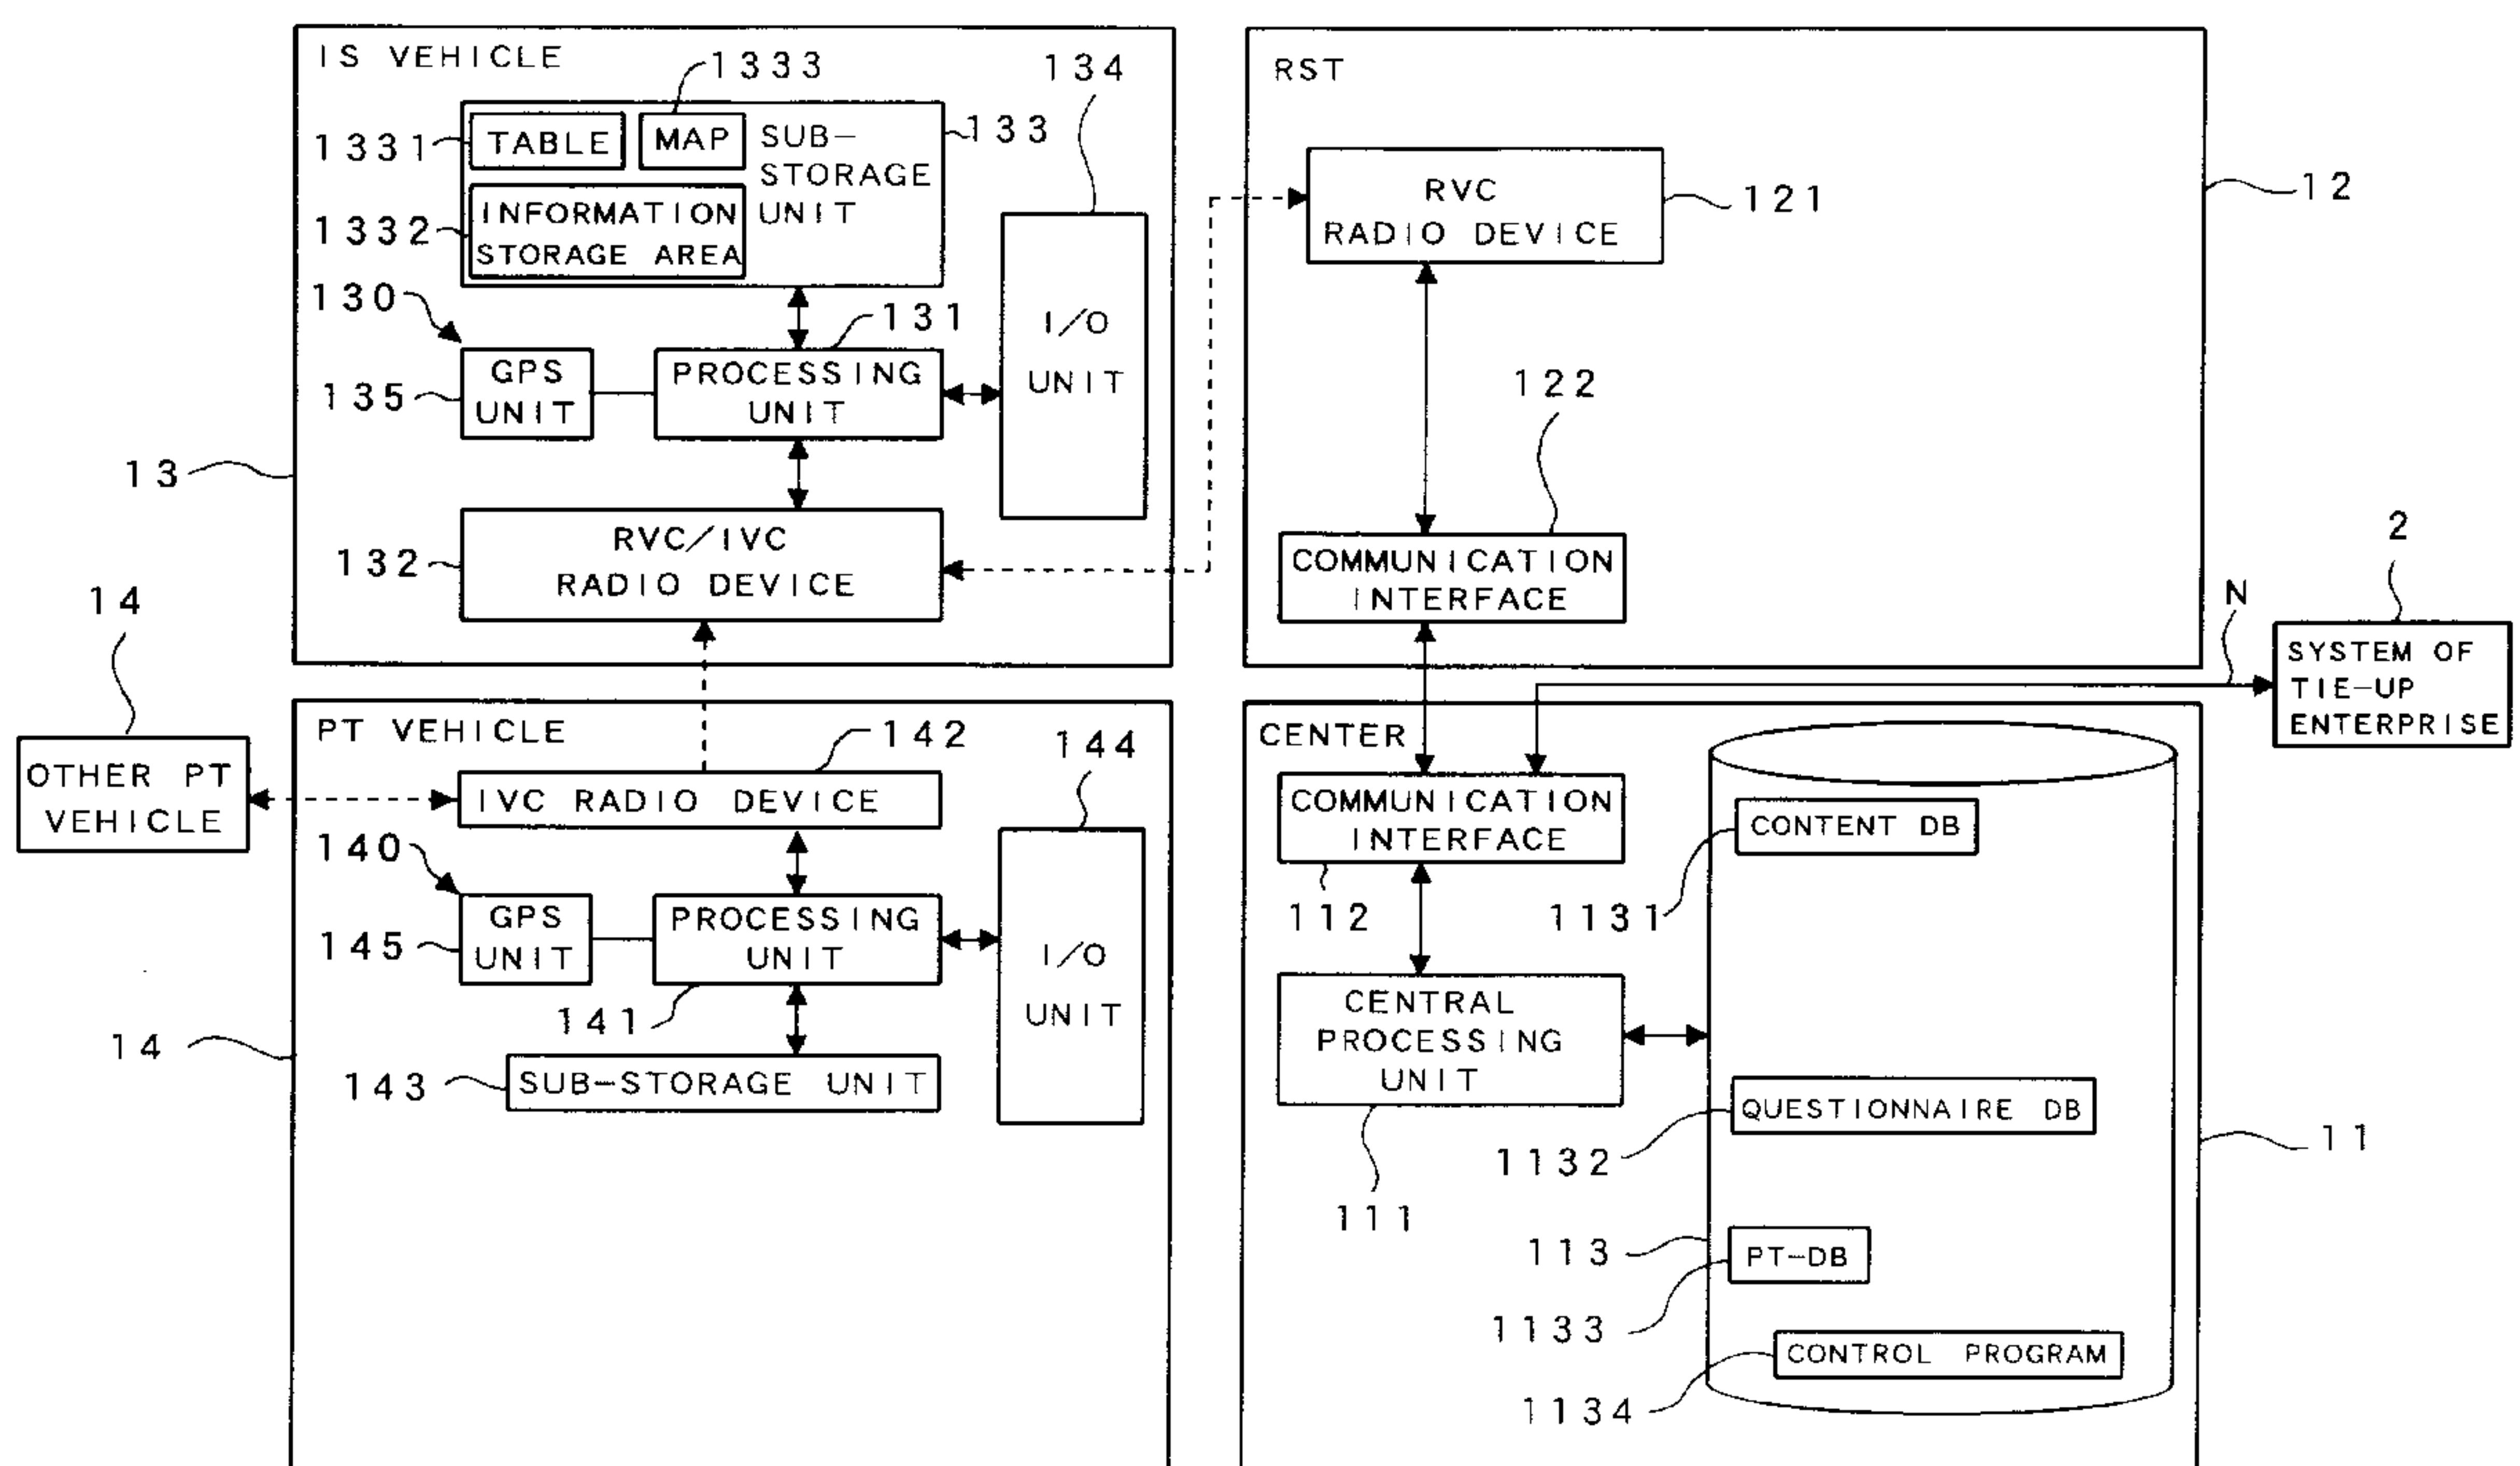 IS VEHICLE
1333
134
1331
TABLE
MAP
SUB-
STORAGE
UNIT
133
1332
INFORMATION
STORAGE AREA
130
131
135
GPS
UNIT
PROCESSING
UNIT
I/O
UNIT
13
132
RVC/IVC
RADIO DEVICE
RST
RVC
RADIO DEVICE
121
12
122
COMMUNICATION
INTERFACE
2
N
SYSTEM OF
TIE-UP
ENTERPRISE
14
OTHER PT
VEHICLE
PT VEHICLE
142
144
IVC RADIO DEVICE
140
145
GPS
UNIT
PROCESSING
UNIT
141
I/O
UNIT
14
143
SUB-STORAGE UNIT
CENTER
COMMUNICATION
INTERFACE
112
CONTENT DB
1131
CENTRAL
PROCESSING
UNIT
111
QUESTIONNAIRE DB
1132
11
113
PT-DB
1133
CONTROL PROGRAM
1134